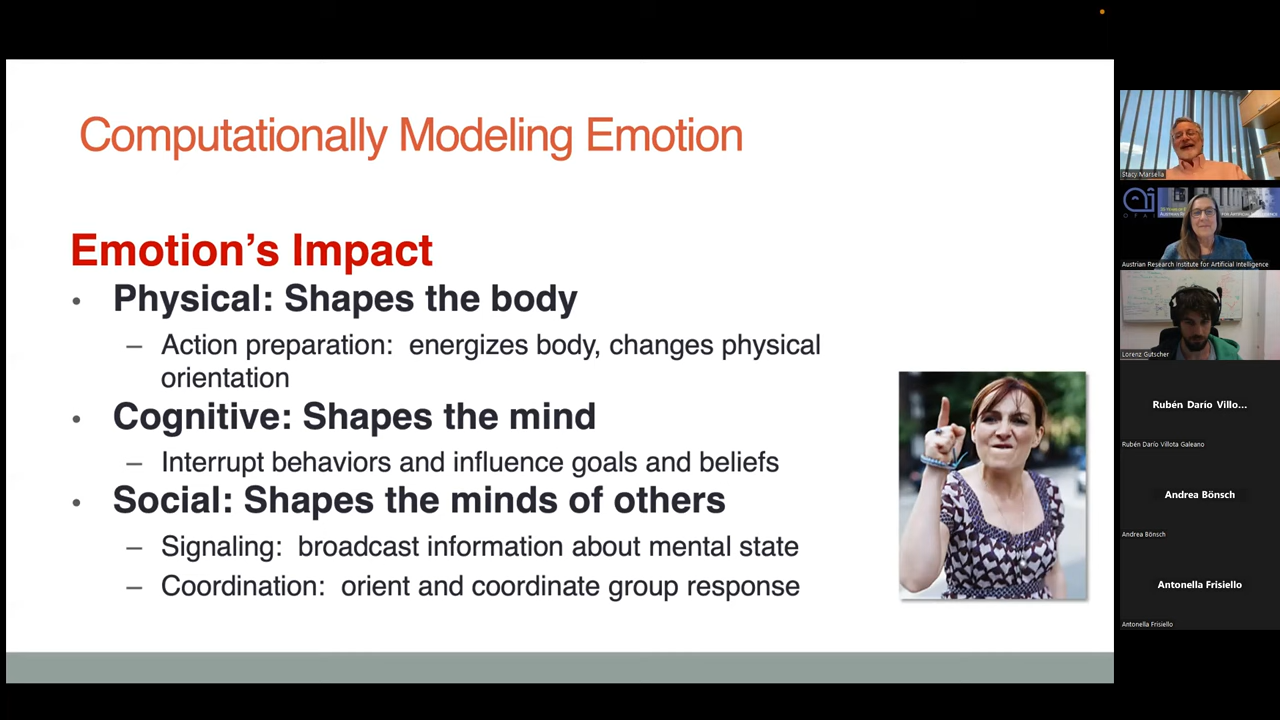 Computationally Modeling Emotion
Emotion’s Impact
• Physical: Shapes the body
– Action preparation:  energizes body, changes physical
orientation
• Cognitive: Shapes the mind
– Interrupt behaviors and influence goals and beliefs
• Social: Shapes the minds of others
– Signaling:  broadcast information about mental state
– Coordination:  orient and coordinate group response
Stacy Marsella
OFAI
Austrian Research Institute for Artificial Intelligence
Lorenz Gutscher
Rubén Darío Villo...
Rubén Darío Villota Galeano
Andrea Bönsch
Andrea Bönsch
Antonella Frisiello
Antonella Frisiello